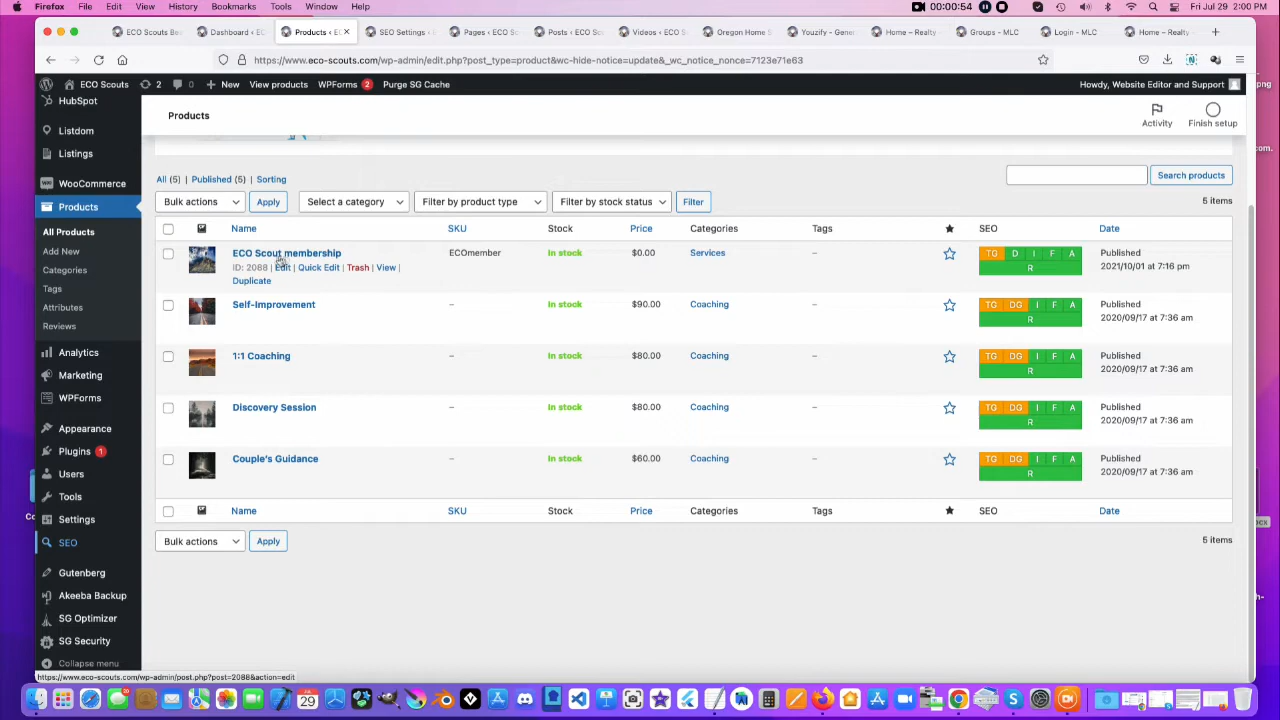 Firefox File Edit View History Bookmarks Tools Window Help 00:00:54 Fri Jul 29 2:00 PM
ECO Scouts Be Dashboard ‹ E Products ‹ EC SEO Settings ‹ Pages ‹ ECO Sc Posts ‹ ECO Sc Videos ‹ ECO S Oregon Home S Youzify - Gener Home – Realty Groups - MLC Login - MLC Home – Realty
https://www.eco-scouts.com/wp-admin/edit.php?post_type=product&wc-hide-notice=update&_wc_notice_nonce=7123e71e63
ECO Scouts 2 0 New View products WPForms 2 Purge SG Cache Howdy, Website Editor and Support
HubSpot
Listdom
Listings
WooCommerce
Products
All Products
Add New
Categories
Tags
Attributes
Reviews
Analytics
Marketing
WPForms
Appearance
Plugins 1
Users
Tools
Settings
SEO
Gutenberg
Akeeba Backup
SG Optimizer
SG Security
Collapse menu
Products
Activity Finish setup
All (5) | Published (5) | Sorting
Search products
Bulk actions Apply Select a category Filter by product type Filter by stock status Filter 5 items
Name SKU Stock Price Categories Tags SEO Date
ECO Scout membership ECOmember In stock $0.00 Services TG D I F A R Published
ID: 2088 | Edit | Quick Edit | Trash | View | 2021/10/01 at 7:16 pm
Duplicate
Self-Improvement – In stock $90.00 Coaching – TG DG I F A R Published
2020/09/17 at 7:36 am
1:1 Coaching – In stock $80.00 Coaching – TG DG I F A R Published
2020/09/17 at 7:36 am
Discovery Session – In stock $80.00 Coaching – TG DG I F A R Published
2020/09/17 at 7:36 am
Couple's Guidance – In stock $60.00 Coaching – TG DG I F A R Published
2020/09/17 at 7:36 am
Name SKU Stock Price Categories Tags SEO Date
Bulk actions Apply 5 items
https://www.eco-scouts.com/wp-admin/post.php?post=2088&action=edit